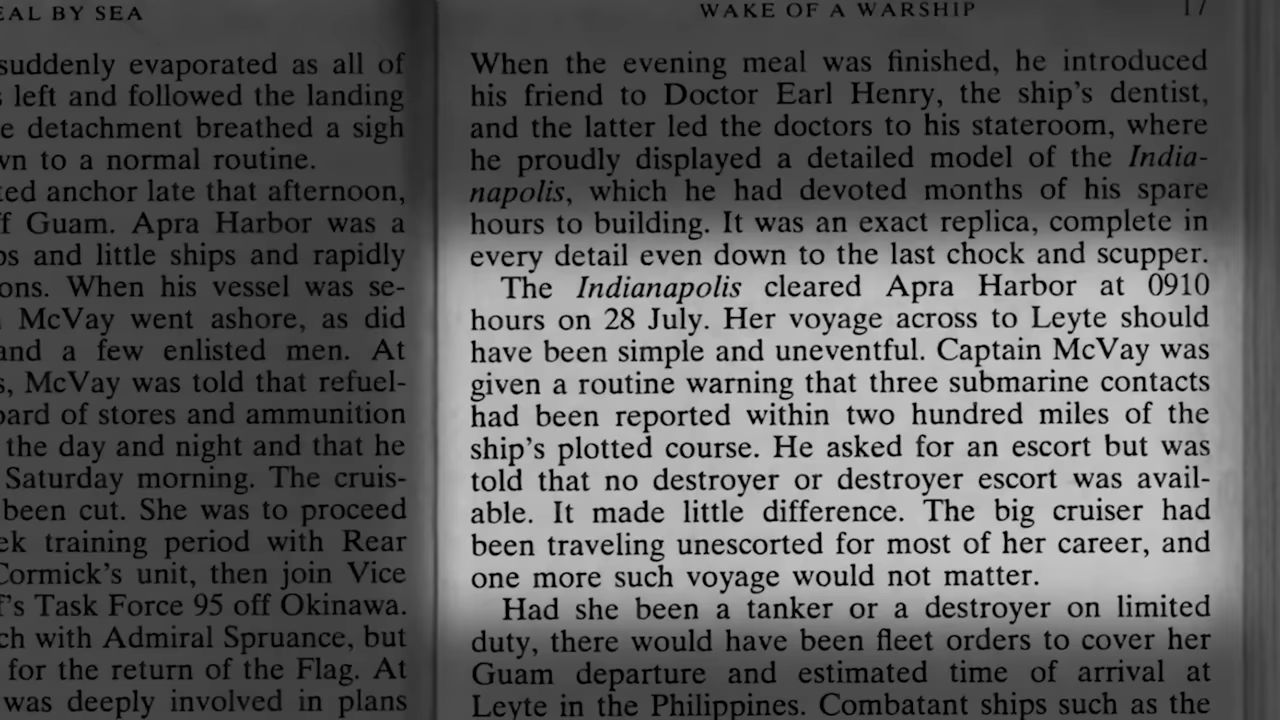 EAL BY SEA
suddenly evaporated as all of
left and followed the landing
e detachment breathed a sigh
wn to a normal routine.
ted anchor late that afternoon,
ff Guam. Apra Harbor was a
ps and little ships and rapidly
ons. When his vessel was se-
McVay went ashore, as did
and a few enlisted men. At
s, McVay was told that refuel-
oard of stores and ammunition
the day and night and that he
Saturday morning. The cruis-
been cut. She was to proceed
ek training period with Rear
Cormick's unit, then join Vice
f's Task Force 95 off Okinawa.
ch with Admiral Spruance, but
for the return of the Flag. At
was deeply involved in plans
WAKE OF A WARSHIP 17
When the evening meal was finished, he introduced
his friend to Doctor Earl Henry, the ship's dentist,
and the latter led the doctors to his stateroom, where
he proudly displayed a detailed model of the India-
napolis, which he had devoted months of his spare
hours to building. It was an exact replica, complete in
every detail even down to the last chock and scupper.
The Indianapolis cleared Apra Harbor at 0910
hours on 28 July. Her voyage across to Leyte should
have been simple and uneventful. Captain McVay was
given a routine warning that three submarine contacts
had been reported within two hundred miles of the
ship's plotted course. He asked for an escort but was
told that no destroyer or destroyer escort was avail-
able. It made little difference. The big cruiser had
been traveling unescorted for most of her career, and
one more such voyage would not matter.
Had she been a tanker or a destroyer on limited
duty, there would have been fleet orders to cover her
Guam departure and estimated time of arrival at
Leyte in the Philippines. Combatant ships such as the